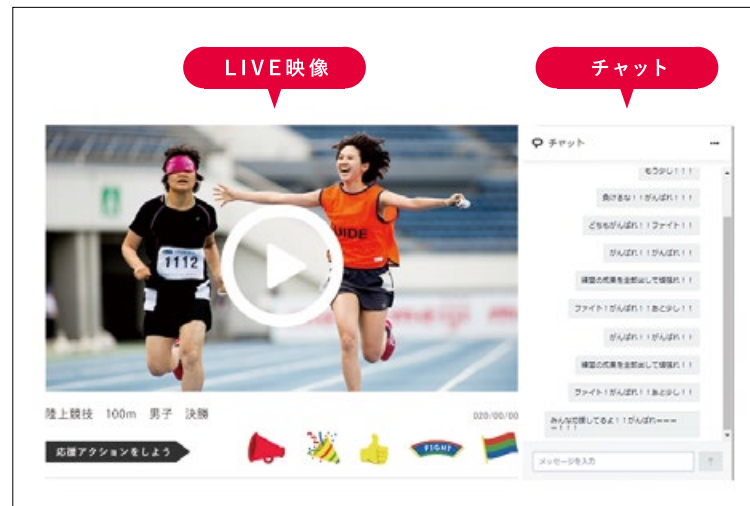 LIVE映像
チャット
GUIDE
1112
チャット
もう少し!!!
負けるな!!がんばれ!!!
どちらもがんばれ!!ファイト!!
がんばれ!!がんばれ!!
練習の成果を全部出して頑張れ!!
ファイト!がんばれ!!あと少し!!
がんばれ!!がんばれ!!
練習の成果を全部出して頑張れ!!
ファイト!がんばれ!!あと少し!!
みんな応援してるよ!!がんばれーーー
ー!!!
メッセージを入力
陸上競技 100m 男子 決勝
020/00/00
応援アクションをしよう
FIGHT